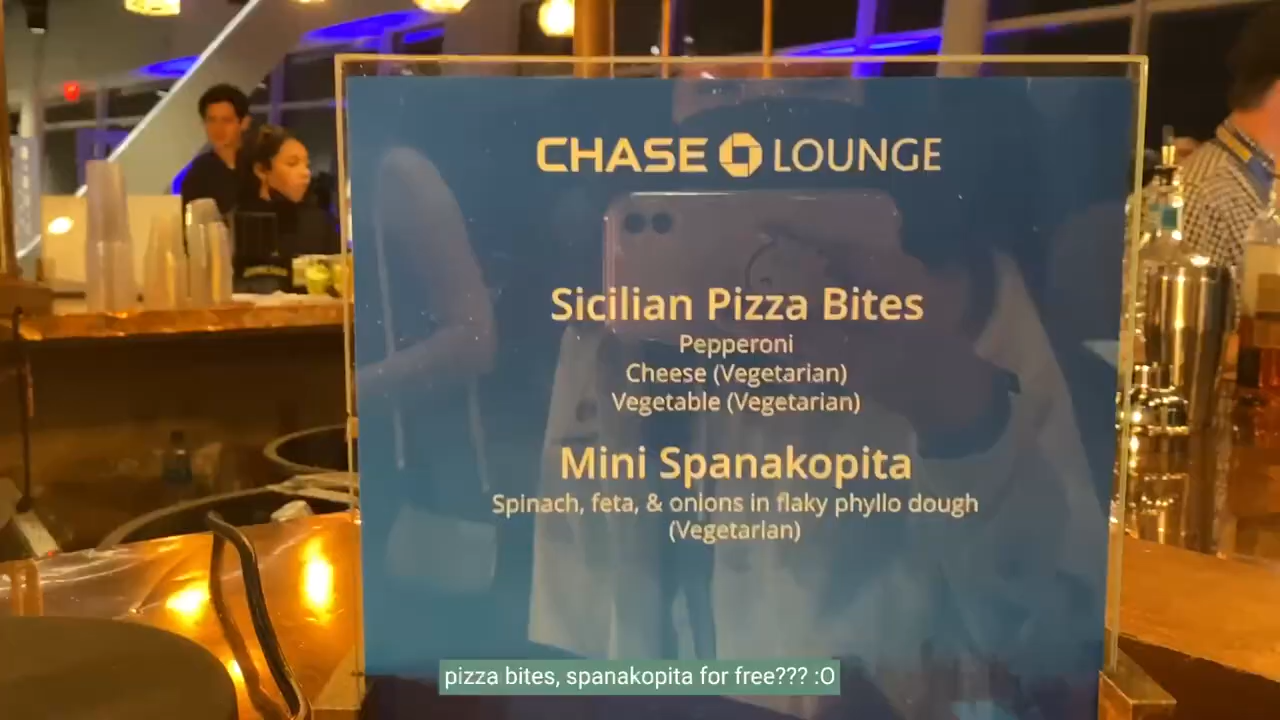 CHASE LOUNGE
Sicilian Pizza Bites
Pepperoni
Cheese (Vegetarian)
Vegetable (Vegetarian)
Mini Spanakopita
Spinach, feta, & onions in flaky phyllo dough
(Vegetarian)
pizza bites, spanakopita for free??? :O